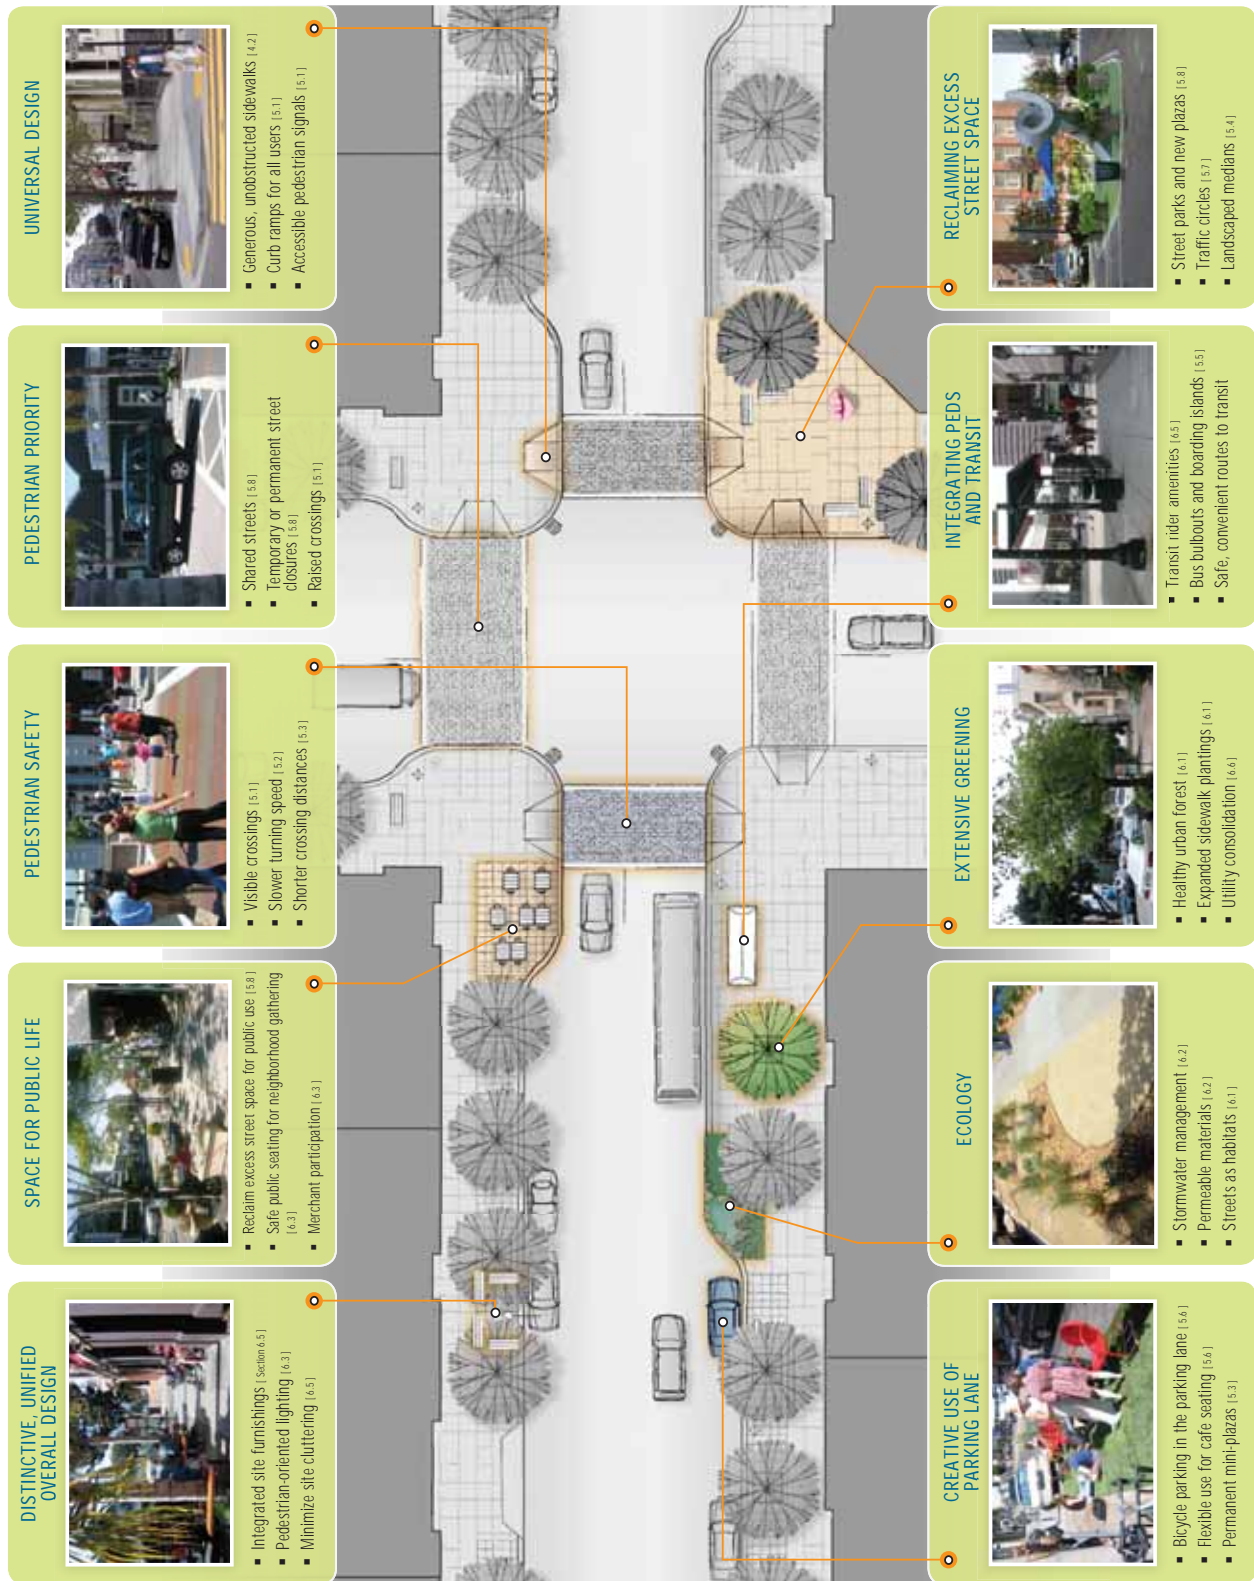 DISTINCTIVE, UNIFIED
OVERALL DESIGN
▪ Integrated site furnishings [Section 6.5]
▪ Pedestrian-oriented lighting [6.3]
▪ Minimize site cluttering [6.5]
SPACE FOR PUBLIC LIFE
▪ Reclaim excess street space for public use [5.8]
▪ Safe public seating for neighborhood gathering
[6.3]
▪ Merchant participation [6.3]
PEDESTRIAN SAFETY
▪ Visible crossings [5.1]
▪ Slower turning speed [5.2]
▪ Shorter crossing distances [5.3]
PEDESTRIAN PRIORITY
▪ Shared streets [5.8]
▪ Temporary or permanent street
closures [5.8]
▪ Raised crossings [5.1]
UNIVERSAL DESIGN
▪ Generous, unobstructed sidewalks [4.2]
▪ Curb ramps for all users [5.1]
▪ Accessible pedestrian signals [5.1]
CREATIVE USE OF
PARKING LANE
▪ Bicycle parking in the parking lane [5.6]
▪ Flexible use for cafe seating [5.6]
▪ Permanent mini-plazas [5.3]
ECOLOGY
▪ Stormwater management [6.2]
▪ Permeable materials [6.2]
▪ Streets as habitats [6.1]
EXTENSIVE GREENING
▪ Healthy urban forest [6.1]
▪ Expanded sidewalk plantings [6.1]
▪ Utility consolidation [6.6]
INTEGRATING PEDS
AND TRANSIT
▪ Transit rider amenities [6.5]
▪ Bus bulbouts and boarding islands [5.5]
▪ Safe, convenient routes to transit
RECLAIMING EXCESS
STREET SPACE
▪ Street parks and new plazas [5.8]
▪ Traffic circles [5.7]
▪ Landscaped medians [5.4]